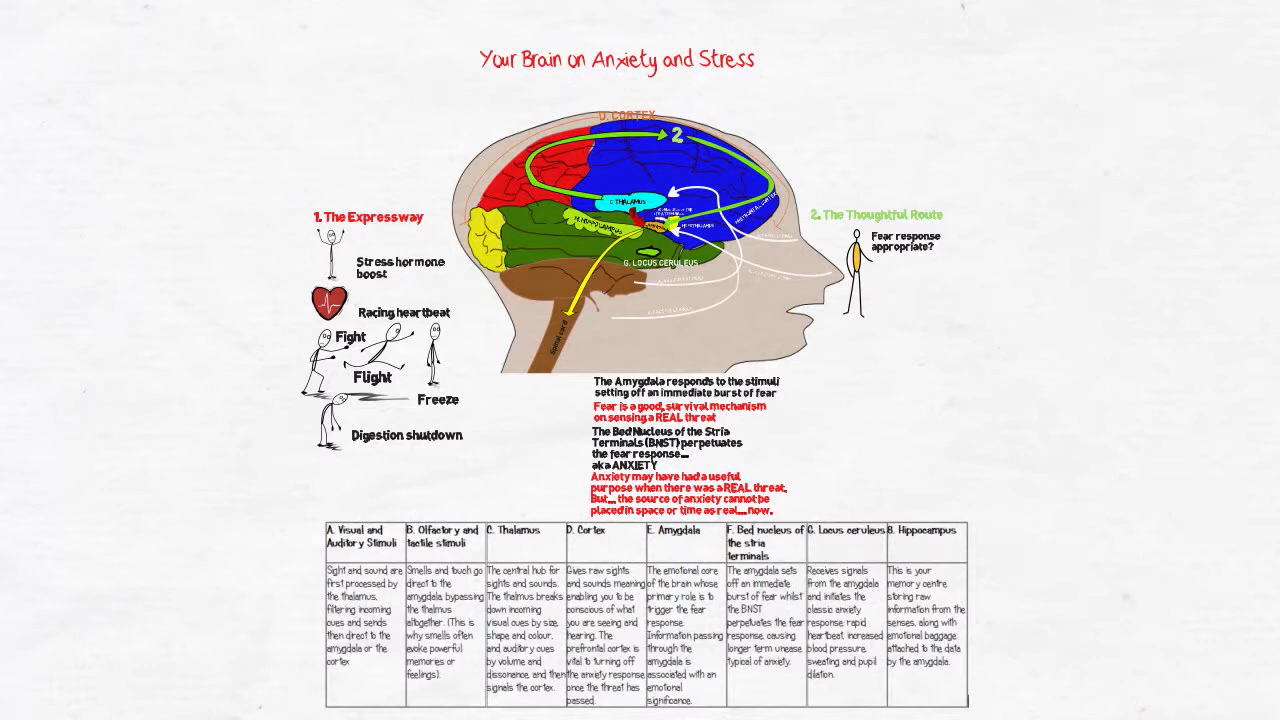 Your Brain on Anxiety and Stress
D. CORTEX
2
C. THALAMUS
H. HIPPOCAMPUS
G. LOCUS CERULEUS
Spinal cord
1. The Expressway
Stress hormone
boost
Racing heartbeat
Fight
Flight
Freeze
Digestion shutdown
2. The Thoughtful Route
Fear response
appropriate?
The Amygdala responds to the stimuli
setting off an immediate burst of fear
Fear is a good, survival mechanism
on sensing a REAL threat
The Bed Nucleus of the Stria
Terminals (BNST) perpetuates
the fear response...
aka ANXIETY
Anxiety may have had a useful
purpose when there was a REAL threat.
But... the source of anxiety cannot be
placed in space or time as real... now.
A. Visual and
Auditory Stimuli
Sight and sound are
first processed by
the thalamus,
filtering incoming
cues and sends
then direct to the
amygdala or the
cortex
B. Olfactory and
tactile stimuli
Smells and touch go
direct to the
amygdala, bypassing
the thalmus
altogether. (This is
why smells often
evoke powerful
memories or
feelings).
C. Thalamus
The central hub for
sights and sounds.
The thalmus breaks
down incoming
visual cues by size,
shape and colour,
and auditory cues
by volume and
dissonance, and then
signals the cortex.
D. Cortex
Gives raw sights
and sounds meaning
enabling you to be
conscious of what
you are seeing and
hearing. The
prefrontal cortex is
vital to turning off
the anxiety response
once the threat has
passed.
E. Amygdala
The emotional core
of the brain whose
primary role is to
trigger the fear
response.
Information passing
through the
amygdala is
associated with an
emotional
significance.
F. Bed nucleus of
the stria
terminals
The amygdala sets
off an immediate
burst of fear whilst
the BNST
perpetuates the fear
response, causing
longer term unease
typical of anxiety.
G. Locus ceruleus
Receives signals
from the amygdala
and initiates the
classic anxiety
response: rapid
heartbeat, increased
blood pressure,
sweating and pupil
dilation.
8. Hippocampus
This is your
memory centre
storing raw
information from the
senses, along with
emotional baggage
attached to the data
by the amygdala.